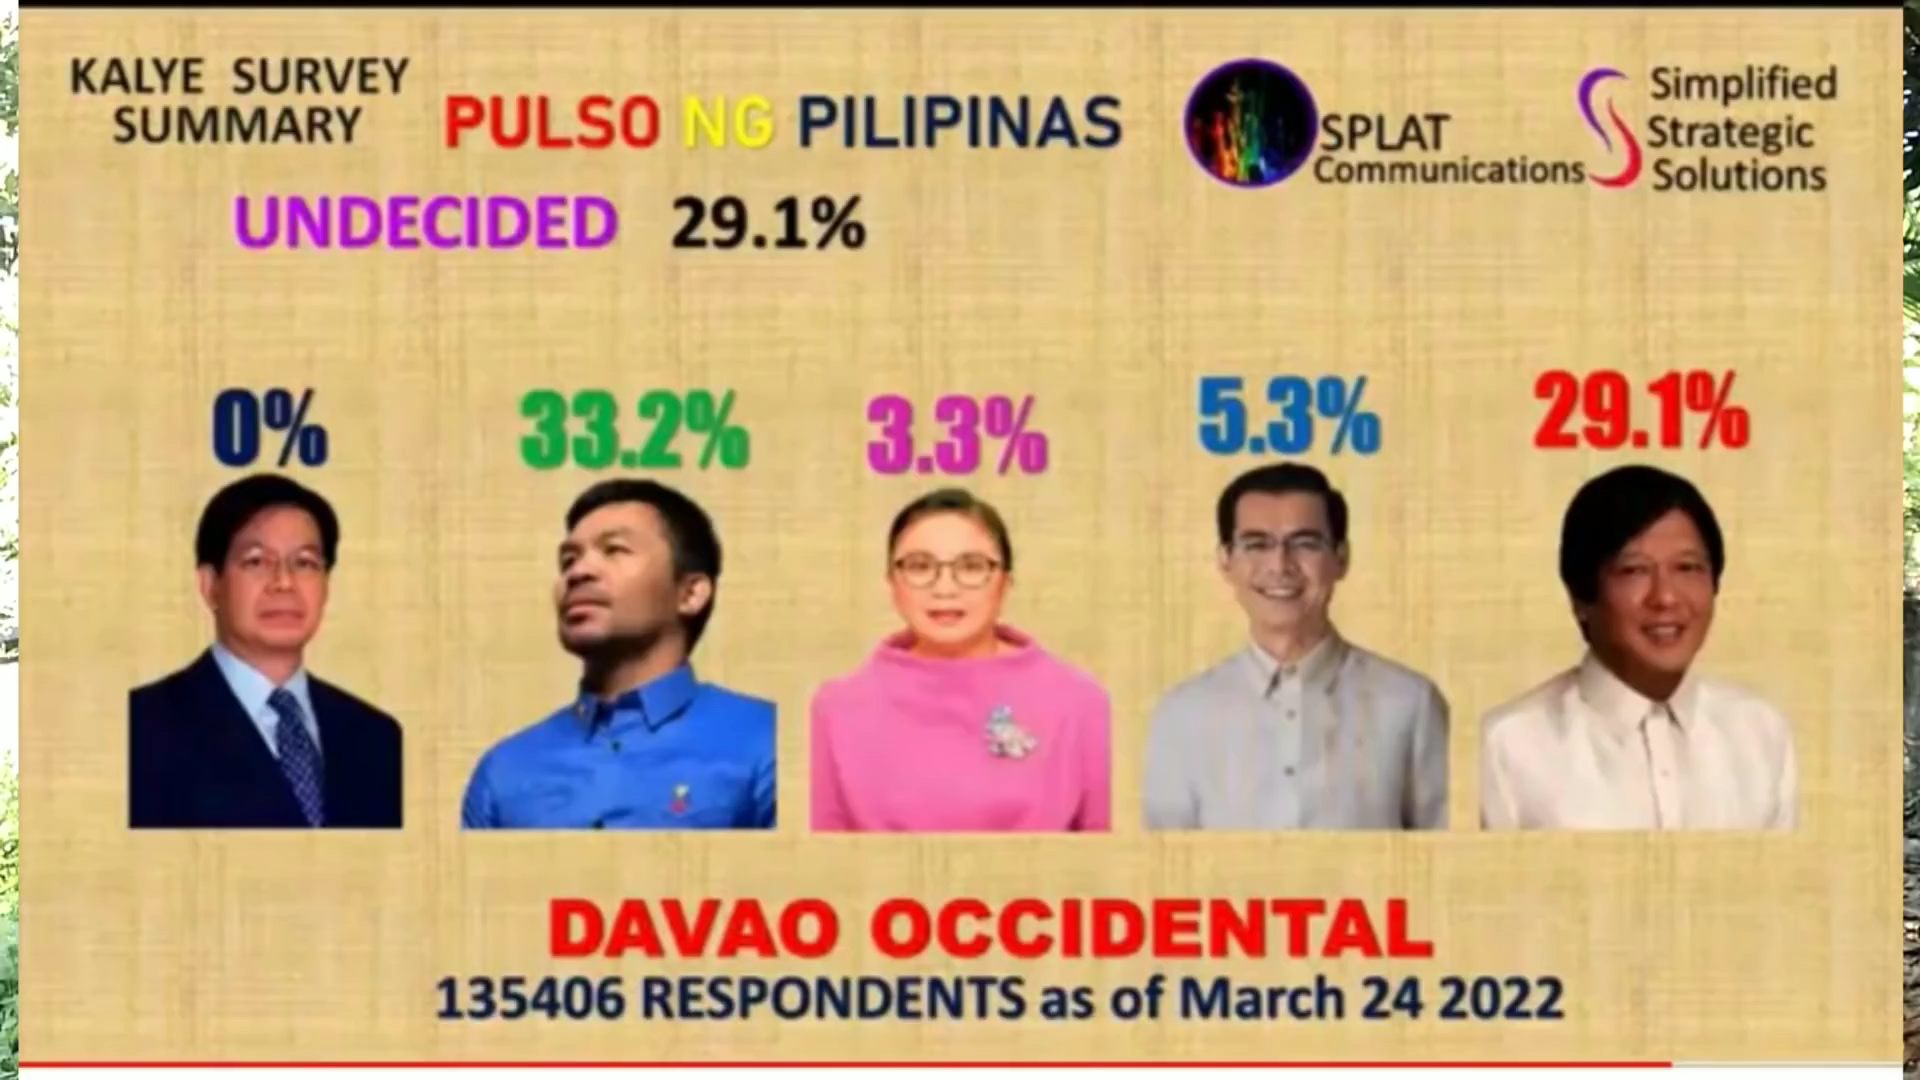 KALYE SURVEY
SUMMARY
PULSO NG PILIPINAS
SPLAT
Communications
Simplified
Strategic
Solutions
UNDECIDED 29.1%
0%
33.2%
3.3%
5.3%
29.1%
DAVAO OCCIDENTAL
135406 RESPONDENTS as of March 24 2022